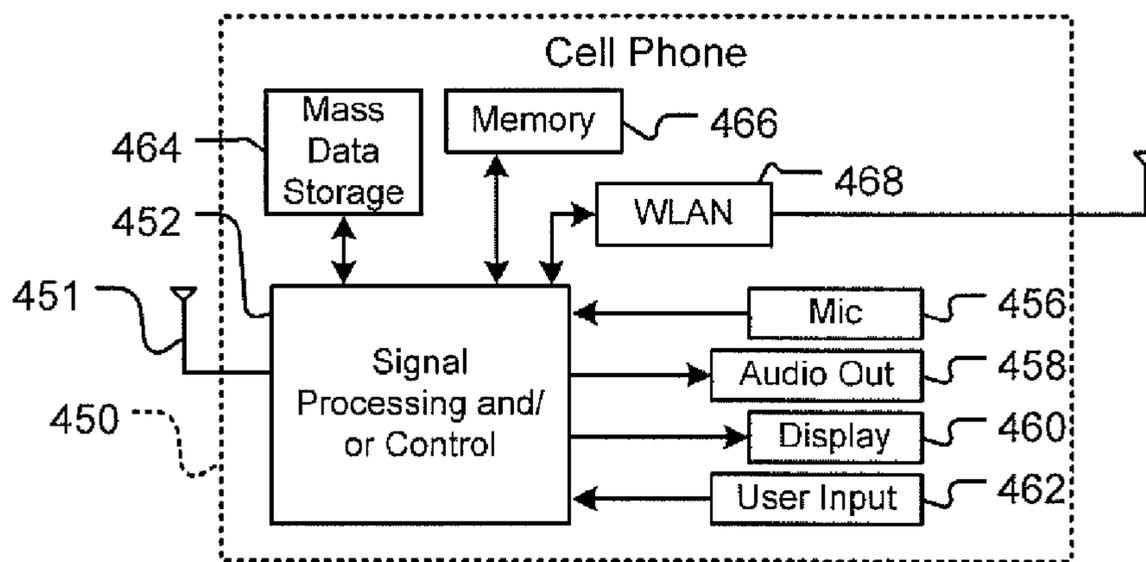 Cell Phone
Mass
Data
Storage
464
Memory
466
WLAN
468
452
451
450
Signal
Processing and/
or Control
Mic
456
Audio Out
458
Display
460
User Input
462